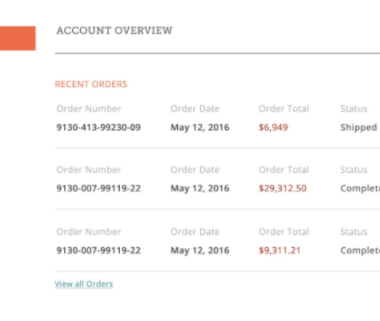 ACCOUNT OVERVIEW
RECENT ORDERS
Order Number Order Date Order Total Status
9130-413-99230-09 May 12, 2016 $6,949 Shipped
Order Number Order Date Order Total Status
9130-007-99119-22 May 12, 2016 $29,312.50 Complete
Order Number Order Date Order Total Status
9130-007-99119-22 May 12, 2016 $9,311.21 Complete
View all Orders